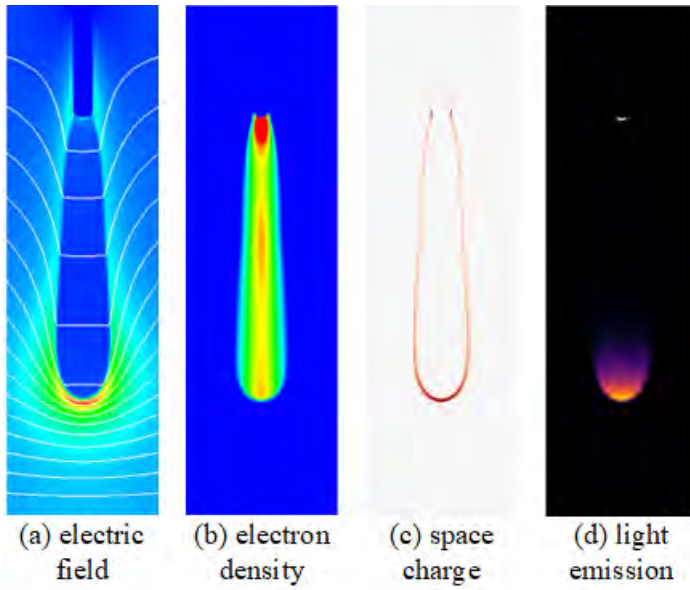 (a) electric
field
(b) electron
density
(c) space
charge
(d) light
emission